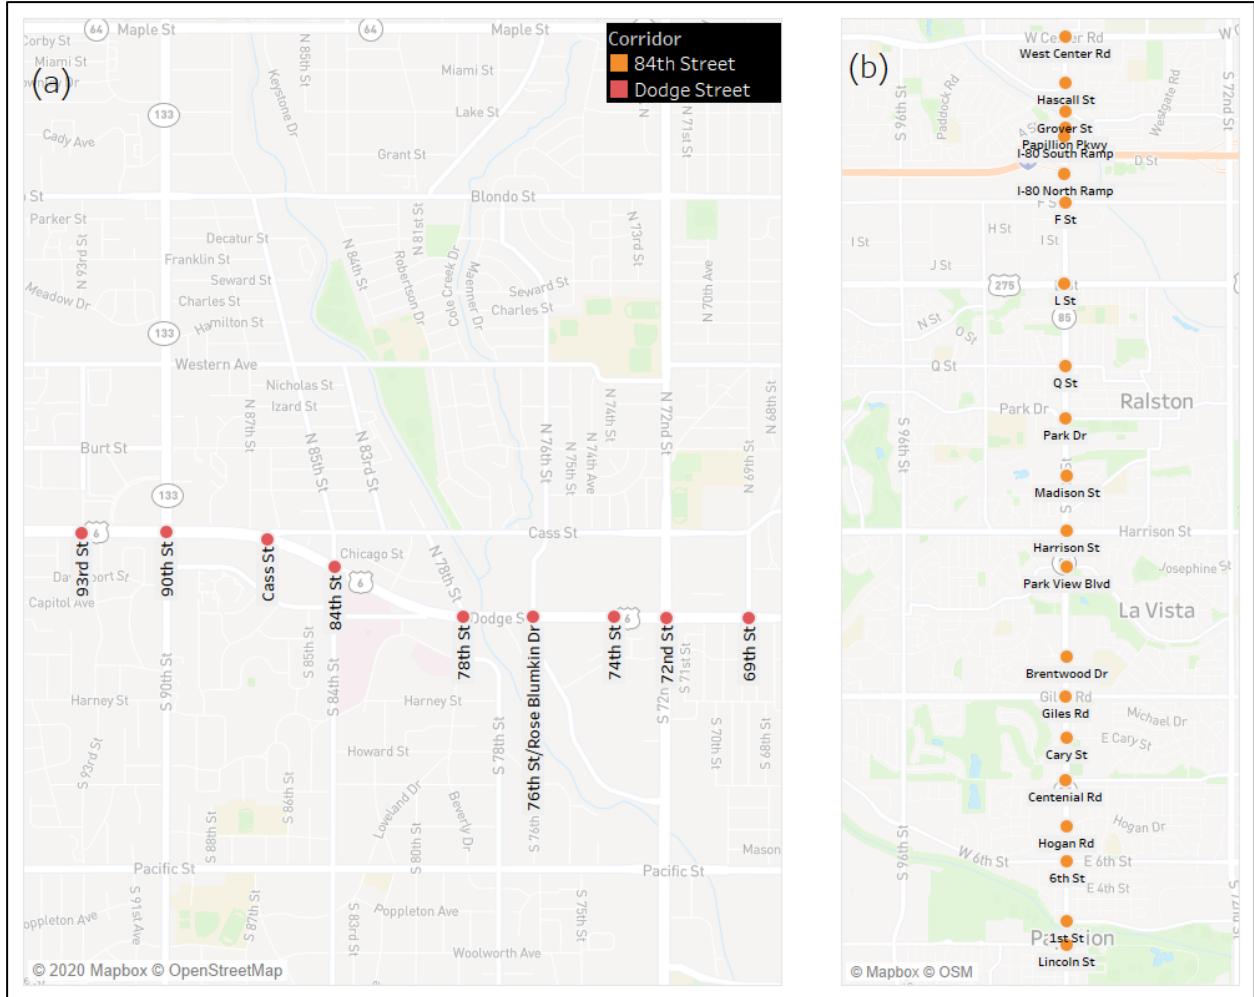 (a)
Corridor
84th Street
Dodge Street
64
Maple St
64
Maple St
Corby St
Miami St
N 85th St
Keystone Dr
Miami St
133
Lake St
N 71st St
Cady Ave
Grant St
Blondo St
Parker St
N 93rd St
Decatur St
Franklin St
Seward St
Charles St
Hamilton St
Meadow Dr
N 84th St
N 81st St
Robertson Dr
Cole Creek Dr
Maenner Dr
Seward St
Charles St
N 73rd St
N 70th Ave
133
Western Ave
Nicholas St
Izard St
N 87th St
N 85th St
N 83rd St
N 76th St
N 75th St
N 74th Ave
N 74th St
N 72nd St
N 68th St
N 69th St
Burt St
133
6
Cass St
Chicago St
N 78th St
6
Capitol Ave
Dodge S
6
93rd St
90th St
Cass St
84th St
78th St
76th St/Rose Blumkin Dr
74th St
72nd St
69th St
S 90th St
S 85th St
S 84th St
S 71st St
S 72n
Harney St
Harney St
S 93rd St
S 86th St
Howard St
S 78th St
S 76th
S 70th St
S 68th St
Loveland Dr
Beverly Dr
S 88th St
S 80th St
Mason
Pacific St
Pacific St
S 91st Ave
S 87th St
S 83rd St
S 75th St
oppleton Ave
Poppleton Ave
Woolworth Ave
© 2020 Mapbox © OpenStreetMap
(b)
W Center Rd
West Center Rd
S 96th St
Paddock Rd
Westgate Rd
S 72nd St
Hascall St
Grover St
Papillion Pkwy
I-80 South Ramp
D St
I-80 North Ramp
F St
H St
I St
I St
J St
275
L St
85
N St
O St
Q St
Q St
Park Dr
Ralston
Park Dr
S 96th St
Madison St
Harrison St
Harrison St
Park View Blvd
Josephine St
La Vista
Brentwood Dr
Giles Rd
Michael Dr
Cary St
E Cary St
Centenial Rd
Hogan Dr
Hogan Rd
S 96th St
W 6th St
E 6th St
6th St
E 4th St
1st St
Lincoln St
© Mapbox © OSM